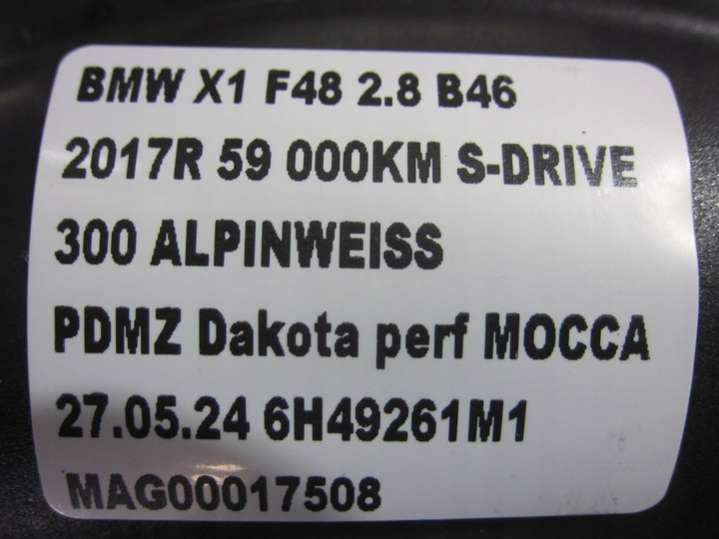 BMW X1 F48 2.8 B46
2017R 59 000KM S-DRIVE
300 ALPINWEISS
PDMZ Dakota perf MOCCA
27.05.24 6H49261M1
MAG00017508